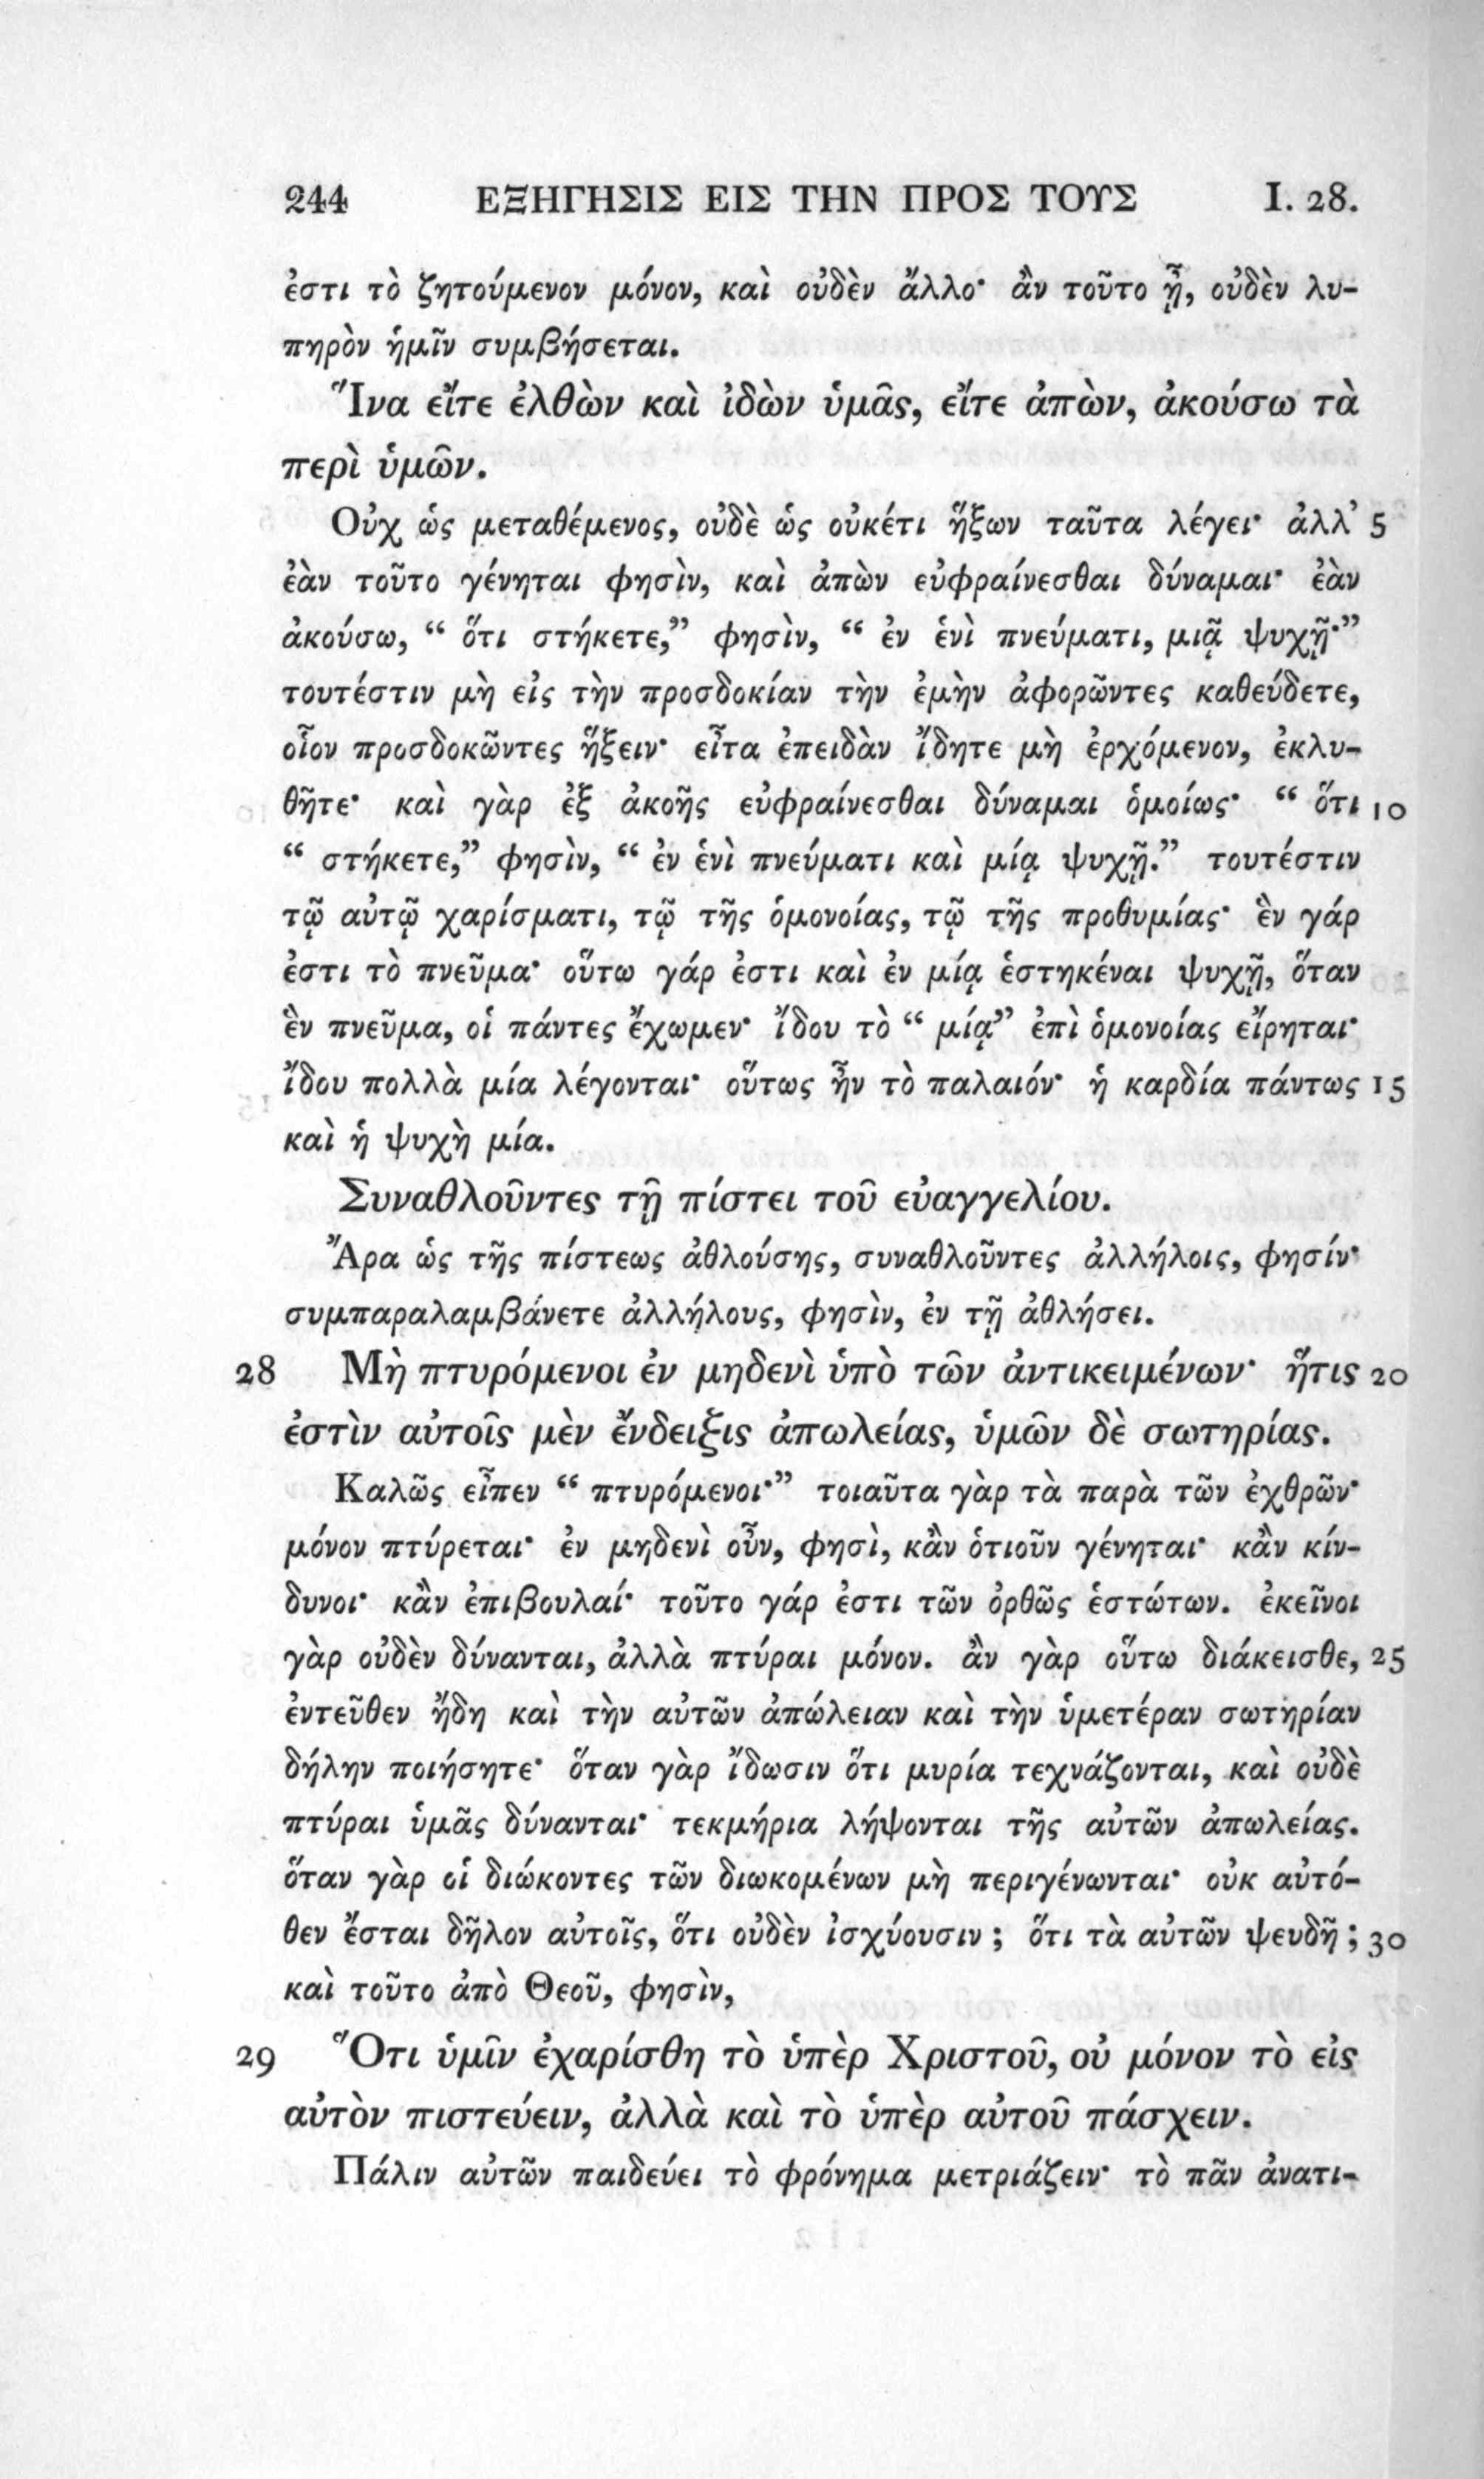 244 ΕΞΗΓΗΣΙΣ ΕΙΣ ΤΗΝ ΠΡΟΣ ΤΟΥΣ I. 28.
ἐστι τὸ ζητούμενον μόνον, καὶ οὐδὲν ἄλλο· ἂν τοῦτο ᾖ, οὐδὲν λυ-
πηρὸν ἡμῖν συμβήσεται.
Ἵνα εἴτε ἐλθὼν καὶ ἰδὼν ὑμᾶς, εἴτε ἀπὼν, ἀκούσω τὰ
περὶ ὑμῶν.
Οὐχ ὡς μεταθέμενος, οὐδὲ ὡς οὐκέτι ἥξων ταῦτα λέγει· ἀλλ’ 5
ἐὰν τοῦτο γένηται φησὶν, καὶ ἀπὼν εὐφραίνεσθαι δύναμαι· ἐὰν
ἀκούσω, “ ὅτι στήκετε,” φησὶν, “ ἐν ἑνὶ πνεύματι, μιᾷ ψυχῇ·”
τουτέστιν μὴ εἰς τὴν προσδοκίαν τὴν ἐμὴν ἀφορῶντες καθεύδετε,
οἷον προσδοκῶντες ἥξειν· εἶτα ἐπειδὰν ἴδητε μὴ ἐρχόμενον, ἐκλυ-
θῆτε· καὶ γὰρ ἐξ ἀκοῆς εὐφραίνεσθαι δύναμαι ὁμοίως· “ ὅτι 10
“ στήκετε,” φησὶν, “ ἐν ἑνὶ πνεύματι καὶ μίᾳ ψυχῇ.” τουτέστιν
τῷ αὐτῷ χαρίσματι, τῷ τῆς ὁμονοίας, τῷ τῆς προθυμίας· ἓν γάρ
ἐστι τὸ πνεῦμα· οὕτω γάρ ἐστι καὶ ἐν μίᾳ ἑστηκέναι ψυχῇ, ὅταν
ἓν πνεῦμα, οἱ πάντες ἔχωμεν· ἴδου τὸ “ μίᾳ” ἐπὶ ὁμονοίας εἴρηται·
ἴδου πολλὰ μία λέγονται· οὕτως ἦν τὸ παλαιόν· ἡ καρδία πάντως 15
καὶ ἡ ψυχὴ μία.
Συναθλοῦντες τῇ πίστει τοῦ εὐαγγελίου.
Ἄρα ὡς τῆς πίστεως ἀθλούσης, συναθλοῦντες ἀλλήλοις, φησίν·
συμπαραλαμβάνετε ἀλλήλους, φησὶν, ἐν τῇ ἀθλήσει.
28 Μὴ πτυρόμενοι ἐν μηδενὶ ὑπὸ τῶν ἀντικειμένων· ἥτις 20
ἐστὶν αὐτοῖς μὲν ἔνδειξις ἀπωλείας, ὑμῶν δὲ σωτηρίας.
Καλῶς εἶπεν “ πτυρόμενοι·” τοιαῦτα γὰρ τὰ παρὰ τῶν ἐχθρῶν·
μόνον πτύρεται· ἐν μηδενὶ οὖν, φησὶ, κἂν ὁτιοῦν γένηται· κἂν κίν-
δυνοι· κἂν ἐπιβουλαί· τοῦτο γάρ ἐστι τῶν ὀρθῶς ἑστώτων. ἐκεῖνοι
γὰρ οὐδὲν δύνανται, ἀλλὰ πτύραι μόνον. ἂν γὰρ οὕτω διάκεισθε, 25
ἐντεῦθεν ἤδη καὶ τὴν αὐτῶν ἀπώλειαν καὶ τὴν ὑμετέραν σωτηρίαν
δήλην ποιήσητε· ὅταν γὰρ ἴδωσιν ὅτι μυρία τεχνάζονται, καὶ οὐδὲ
πτύραι ὑμᾶς δύνανται· τεκμήρια λήψονται τῆς αὐτῶν ἀπωλείας.
ὅταν γὰρ οἱ διώκοντες τῶν διωκομένων μὴ περιγένωνται· οὐκ αὐτό-
θεν ἔσται δῆλον αὐτοῖς, ὅτι οὐδὲν ἰσχύουσιν ; ὅτι τὰ αὐτῶν ψευδῆ ; 30
καὶ τοῦτο ἀπὸ Θεοῦ, φησὶν,
29 Ὅτι ὑμῖν ἐχαρίσθη τὸ ὑπὲρ Χριστοῦ, οὐ μόνον τὸ εἰς
αὐτὸν πιστεύειν, ἀλλὰ καὶ τὸ ὑπὲρ αὐτοῦ πάσχειν.
Πάλιν αὐτῶν παιδεύει τὸ φρόνημα μετριάζειν· τὸ πᾶν ἀνατι-